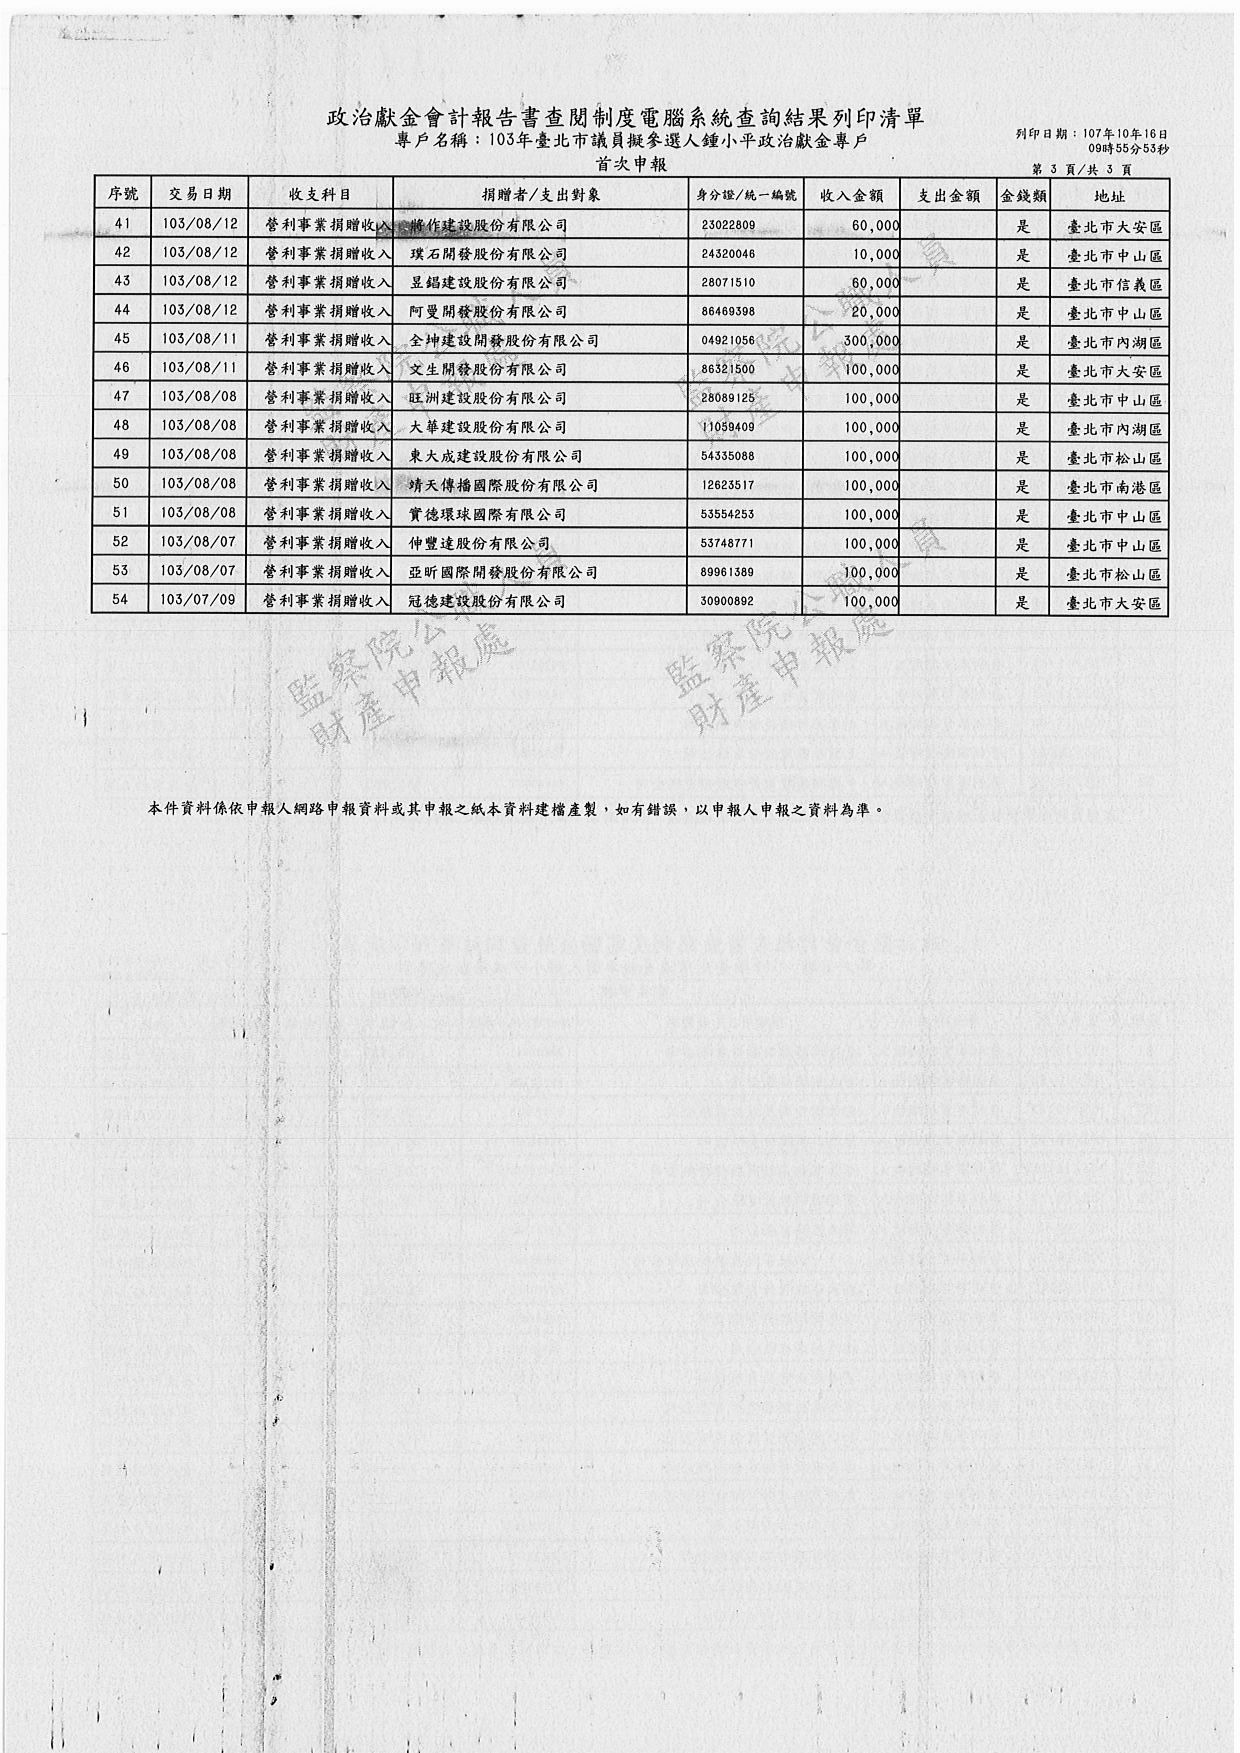 政治獻金會計報告書查閱制度電腦系統查詢結果列印清單
專戶名稱：103年臺北市議員擬參選人鍾小平政治獻金專戶
首次申報
列印日期：107年10年16日
09時55分53秒
第 3 頁/共 3 頁
序號 交易日期 收支科目 捐贈者/支出對象 身分證/統一編號 收入金額 支出金額 金錢類 地址
41 103/08/12 營利事業捐贈收入 將作建設股份有限公司 23022809 60,000 是 臺北市大安區
42 103/08/12 營利事業捐贈收入 璞石開發股份有限公司 24320046 10,000 是 臺北市中山區
43 103/08/12 營利事業捐贈收入 昱錩建設股份有限公司 28071510 60,000 是 臺北市信義區
44 103/08/12 營利事業捐贈收入 阿曼開發股份有限公司 86469398 20,000 是 臺北市中山區
45 103/08/11 營利事業捐贈收入 全坤建設開發股份有限公司 04921056 300,000 是 臺北市內湖區
46 103/08/11 營利事業捐贈收入 文生開發股份有限公司 86321500 100,000 是 臺北市大安區
47 103/08/08 營利事業捐贈收入 旺洲建設股份有限公司 28089125 100,000 是 臺北市中山區
48 103/08/08 營利事業捐贈收入 大華建設股份有限公司 11059409 100,000 是 臺北市內湖區
49 103/08/08 營利事業捐贈收入 東大成建設股份有限公司 54335088 100,000 是 臺北市松山區
50 103/08/08 營利事業捐贈收入 靖天傳播國際股份有限公司 12623517 100,000 是 臺北市南港區
51 103/08/08 營利事業捐贈收入 寶德環球國際有限公司 53554253 100,000 是 臺北市中山區
52 103/08/07 營利事業捐贈收入 伸豐達股份有限公司 53748771 100,000 是 臺北市中山區
53 103/08/07 營利事業捐贈收入 亞昕國際開發股份有限公司 89961389 100,000 是 臺北市松山區
54 103/07/09 營利事業捐贈收入 冠德建設股份有限公司 30900892 100,000 是 臺北市大安區
監察院公職人員
財產申報處
監察院公職人員
財產申報處
監察院公職人員
財產申報處
監察院公職人員
財產申報處
本件資料係依申報人網路申報資料或其申報之紙本資料建檔產製，如有錯誤，以申報人申報之資料為準。